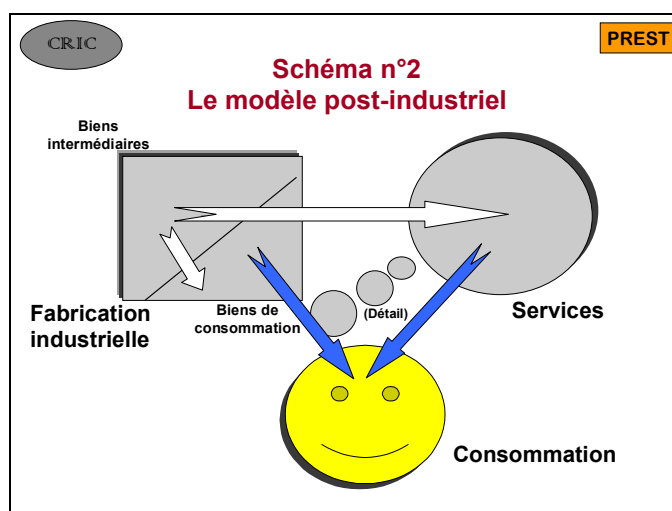 CRIC
PREST
Schéma n°2
Le modèle post-industriel
Biens
intermédiaires
Fabrication
industrielle
Biens de
consommation
(Détail)
Services
Consommation